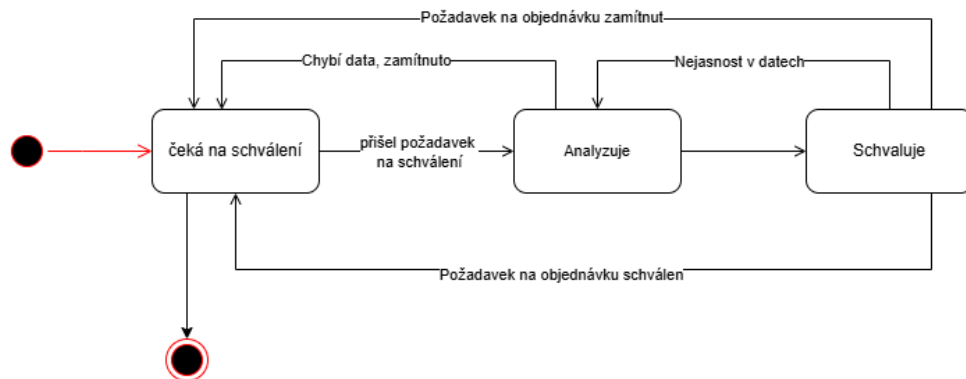 Požadavek na objednávku zamítnut
Chybí data, zamítnuto
Nejasnost v datech
čeká na schválení
přišel požadavek
na schválení
Analyzuje
Schvaluje
Požadavek na objednávku schválen